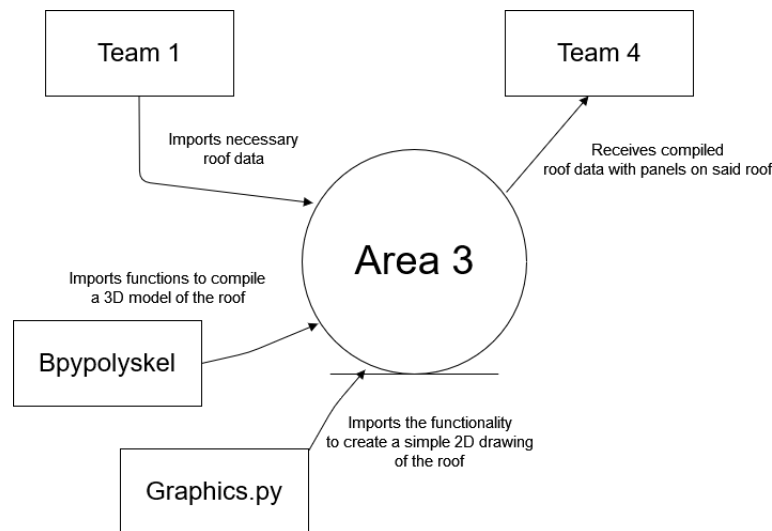 Team 1
Team 4
Imports necessary
roof data
Receives compiled
roof data with panels on said roof
Area 3
Imports functions to compile
a 3D model of the roof
Bpypolyskel
Imports the functionality
to create a simple 2D drawing
of the roof
Graphics.py